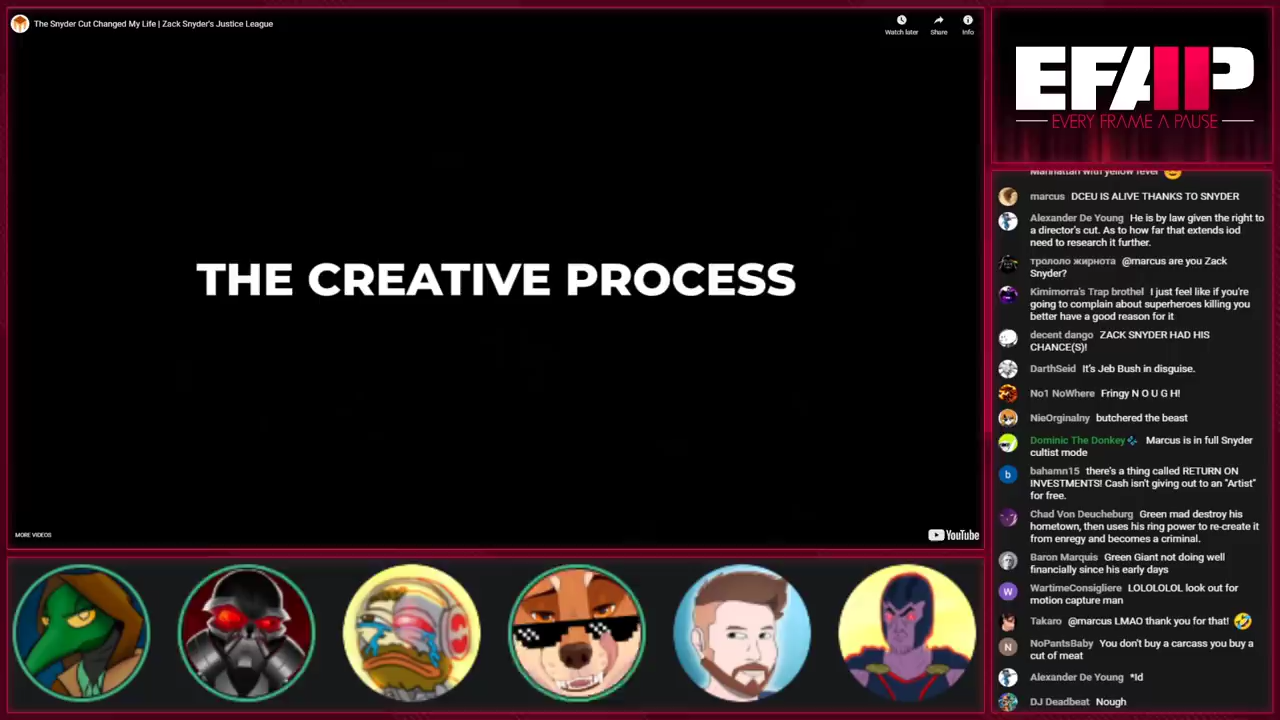 The Snyder Cut Changed My Life | Zack Snyder's Justice League
Watch later
Share
Info
THE CREATIVE PROCESS
MORE VIDEOS
YouTube
EFAP
EVERY FRAME A PAUSE
Manhattan with yellow fever
marcus DCEU IS ALIVE THANKS TO SNYDER
Alexander De Young He is by law given the right to
a director's cut. As to how far that extends iod
need to research it further.
трололо жирнота @marcus are you Zack
Snyder?
Kimimorra's Trap brothel I just feel like if you're
going to complain about superheroes killing you
better have a good reason for it
decent dango ZACK SNYDER HAD HIS
CHANCE(S)!
DarthSeid It's Jeb Bush in disguise.
No1 NoWhere Fringy N O U G H!
NieOrginalny butchered the beast
Dominic The Donkey Marcus is in full Snyder
cultist mode
b
bahamn15 there's a thing called RETURN ON
INVESTMENTS! Cash isn't giving out to an "Artist"
for free.
Chad Von Deucheburg Green mad destroy his
hometown, then uses his ring power to re-create it
from enregy and becomes a criminal.
Baron Marquis Green Giant not doing well
financially since his early days
W
WartimeConsigliere LOLOLOLOL look out for
motion capture man
Takaro @marcus LMAO thank you for that! 🤣
N
NoPantsBaby You don't buy a carcass you buy a
cut of meat
Alexander De Young *Id
DJ Deadbeat Nough